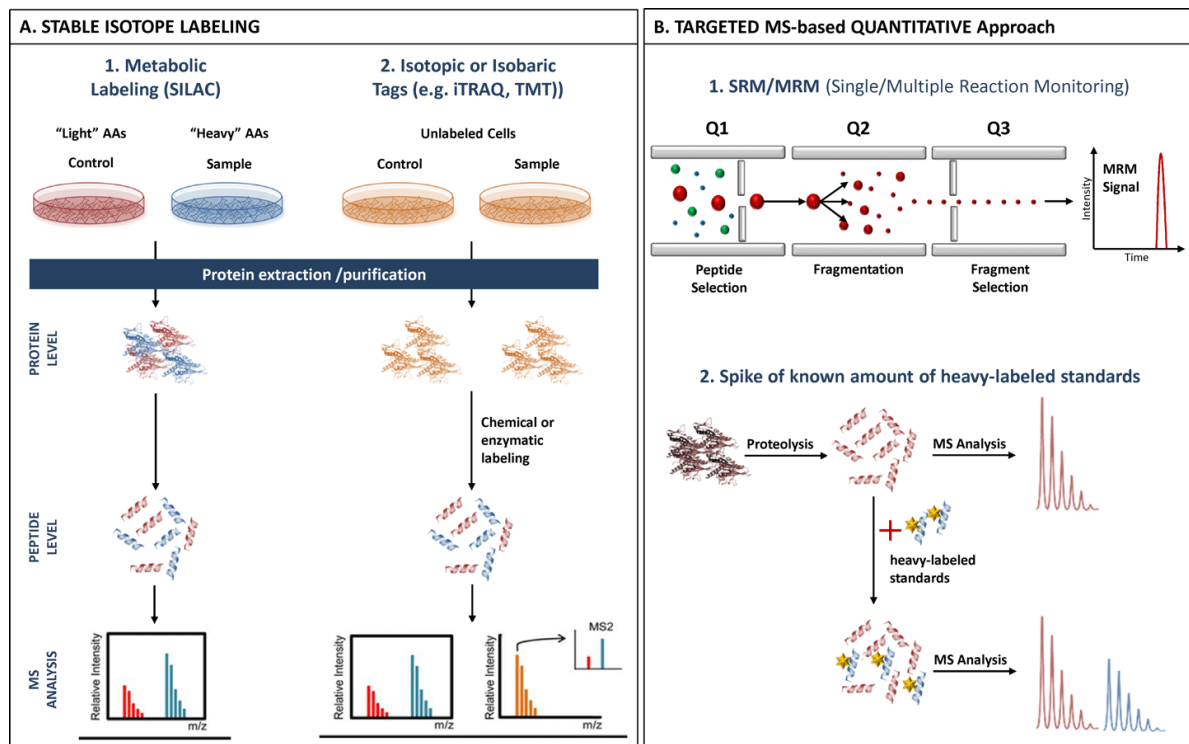 A. STABLE ISOTOPE LABELING
1. Metabolic
Labeling (SILAC)
"Light" AAs
"Heavy" AAs
Control
Sample
2. Isotopic or Isobaric
Tags (e.g. iTRAQ, TMT))
Unlabeled Cells
Control
Sample
Protein extraction /purification
PROTEIN
LEVEL
Chemical or
enzymatic
labeling
PEPTIDE
LEVEL
MS
ANALYSIS
Relative Intensity
m/z
Relative Intensity
m/z
Relative Intensity
MS2
m/z
B. TARGETED MS-based QUANTITATIVE Approach
1. SRM/MRM (Single/Multiple Reaction Monitoring)
Q1
Q2
Q3
Peptide
Selection
Fragmentation
Fragment
Selection
MRM
Signal
Intensity
Time
2. Spike of known amount of heavy-labeled standards
Proteolysis
MS Analysis
heavy-labeled
standards
MS Analysis